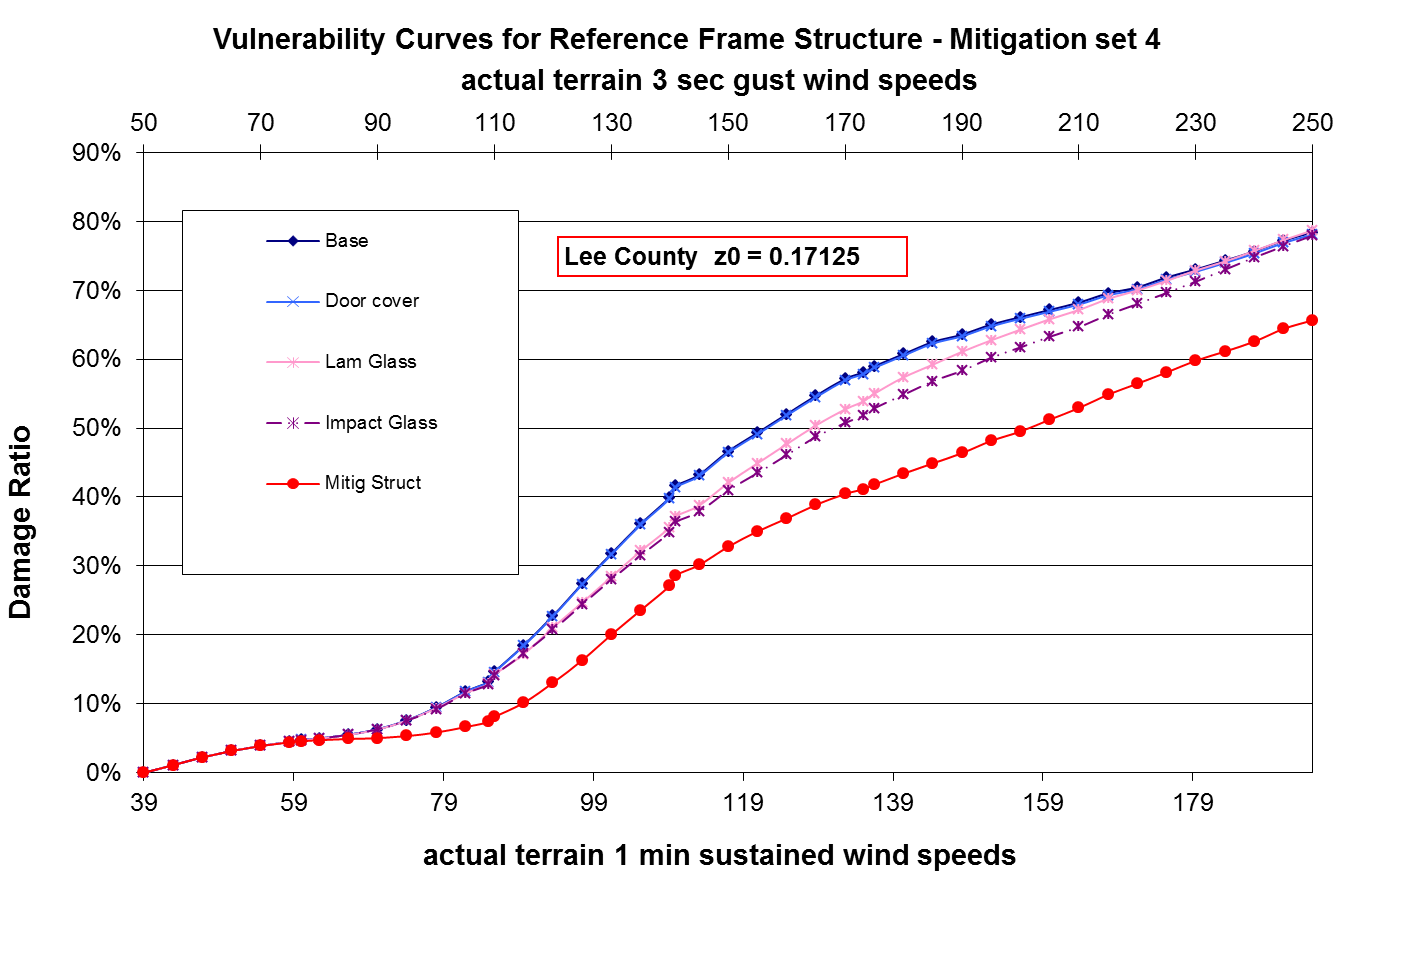 Vulnerability Curves for Reference Frame Structure - Mitigation set 4
actual terrain 3 sec gust wind speeds
50 70 90 110 130 150 170 190 210 230 250
90%
80%
70%
60%
50%
40%
30%
20%
10%
0%
Damage Ratio
Base
Door cover
Lam Glass
Impact Glass
Mitig Struct
Lee County  z0 = 0.17125
39 59 79 99 119 139 159 179
actual terrain 1 min sustained wind speeds